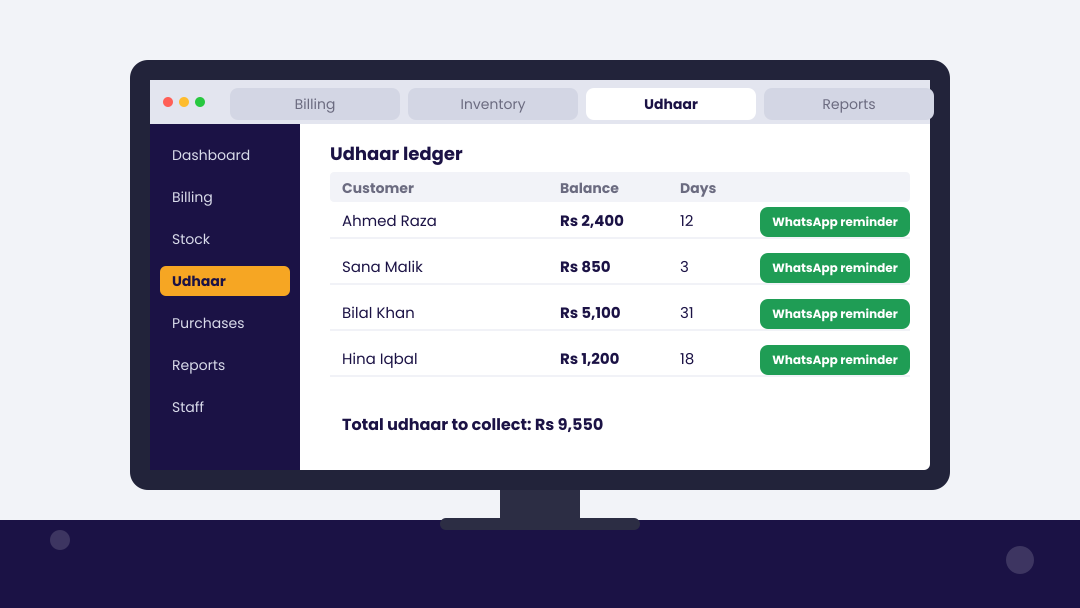 Billing Inventory Udhaar Reports
Dashboard
Billing
Stock
Udhaar
Purchases
Reports
Staff
Udhaar ledger
Customer Balance Days
Ahmed Raza Rs 2,400 12 WhatsApp reminder
Sana Malik Rs 850 3 WhatsApp reminder
Bilal Khan Rs 5,100 31 WhatsApp reminder
Hina Iqbal Rs 1,200 18 WhatsApp reminder
Total udhaar to collect: Rs 9,550